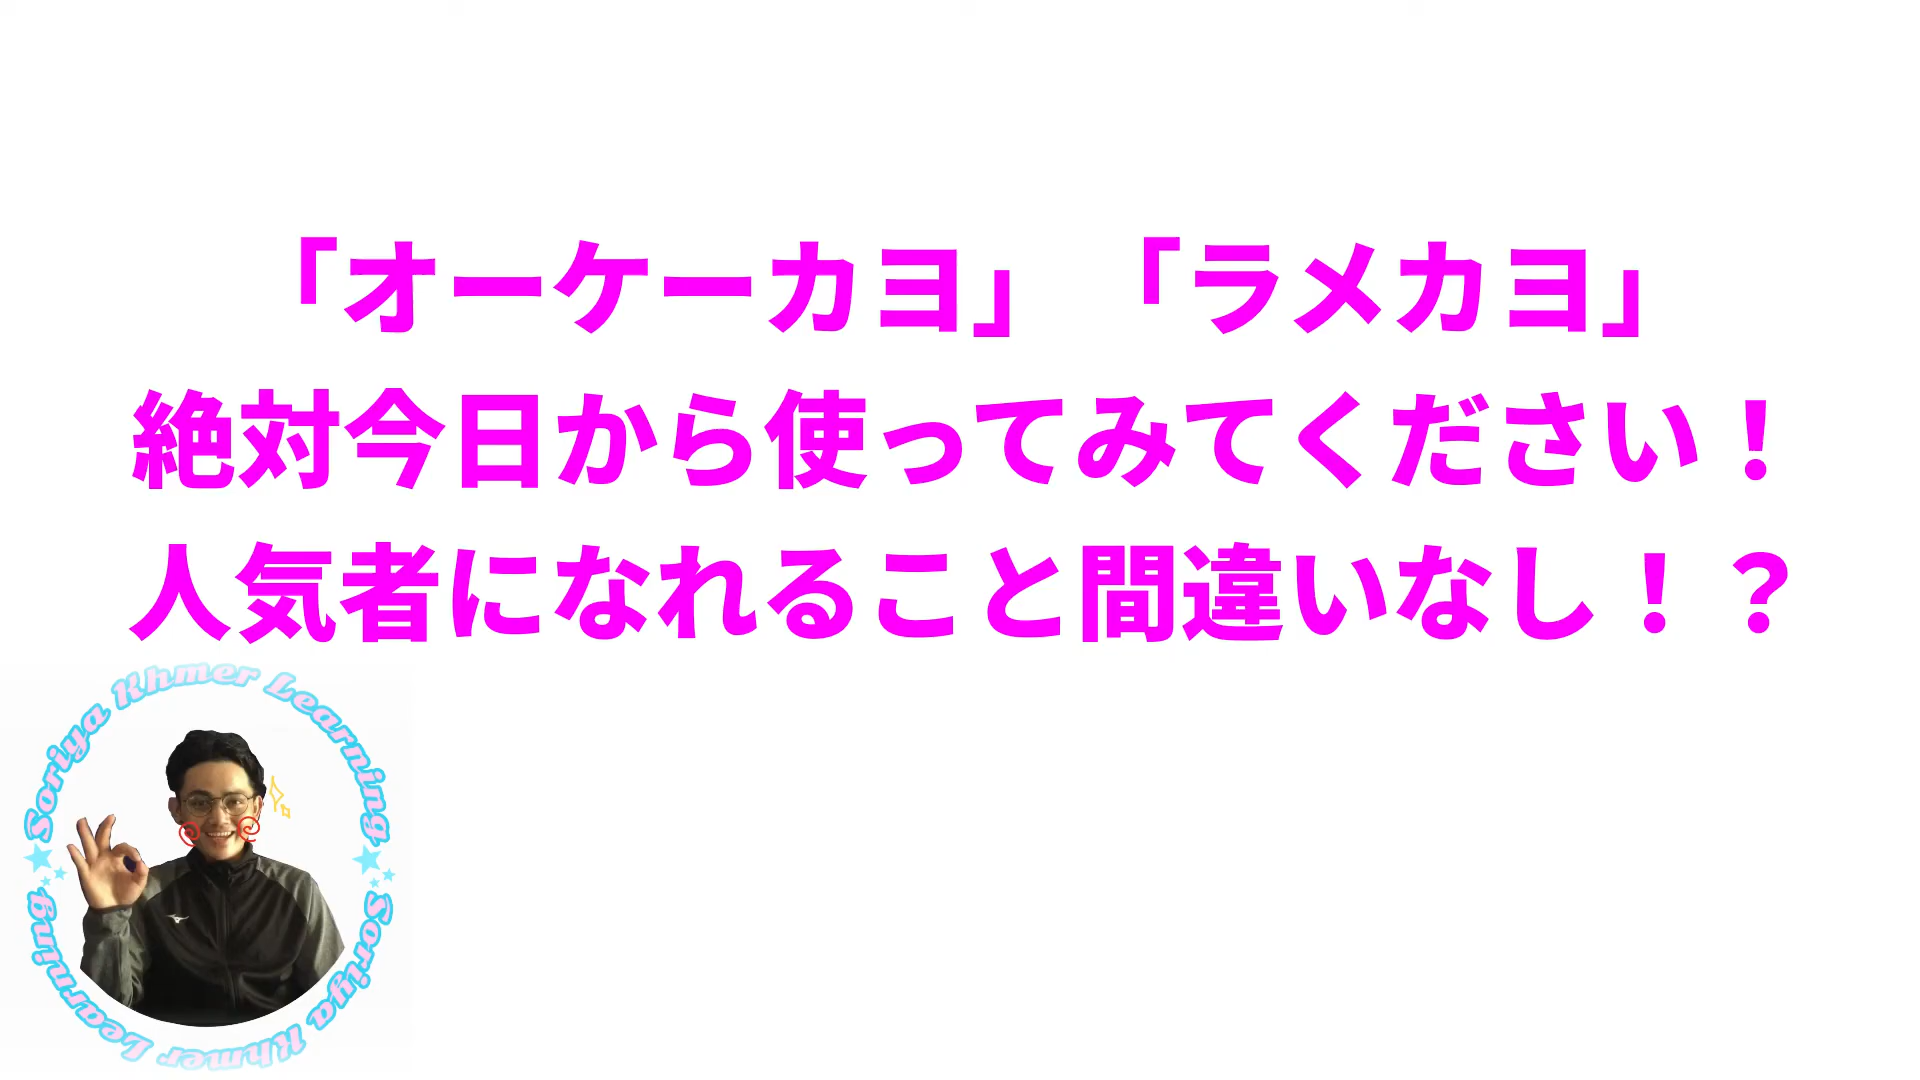 「オーケーカヨ」「ラメカヨ」
絶対今日から使ってみてください！
人気者になれること間違いなし！？
Soriya Khmer Learning
Soriya Khmer Learning